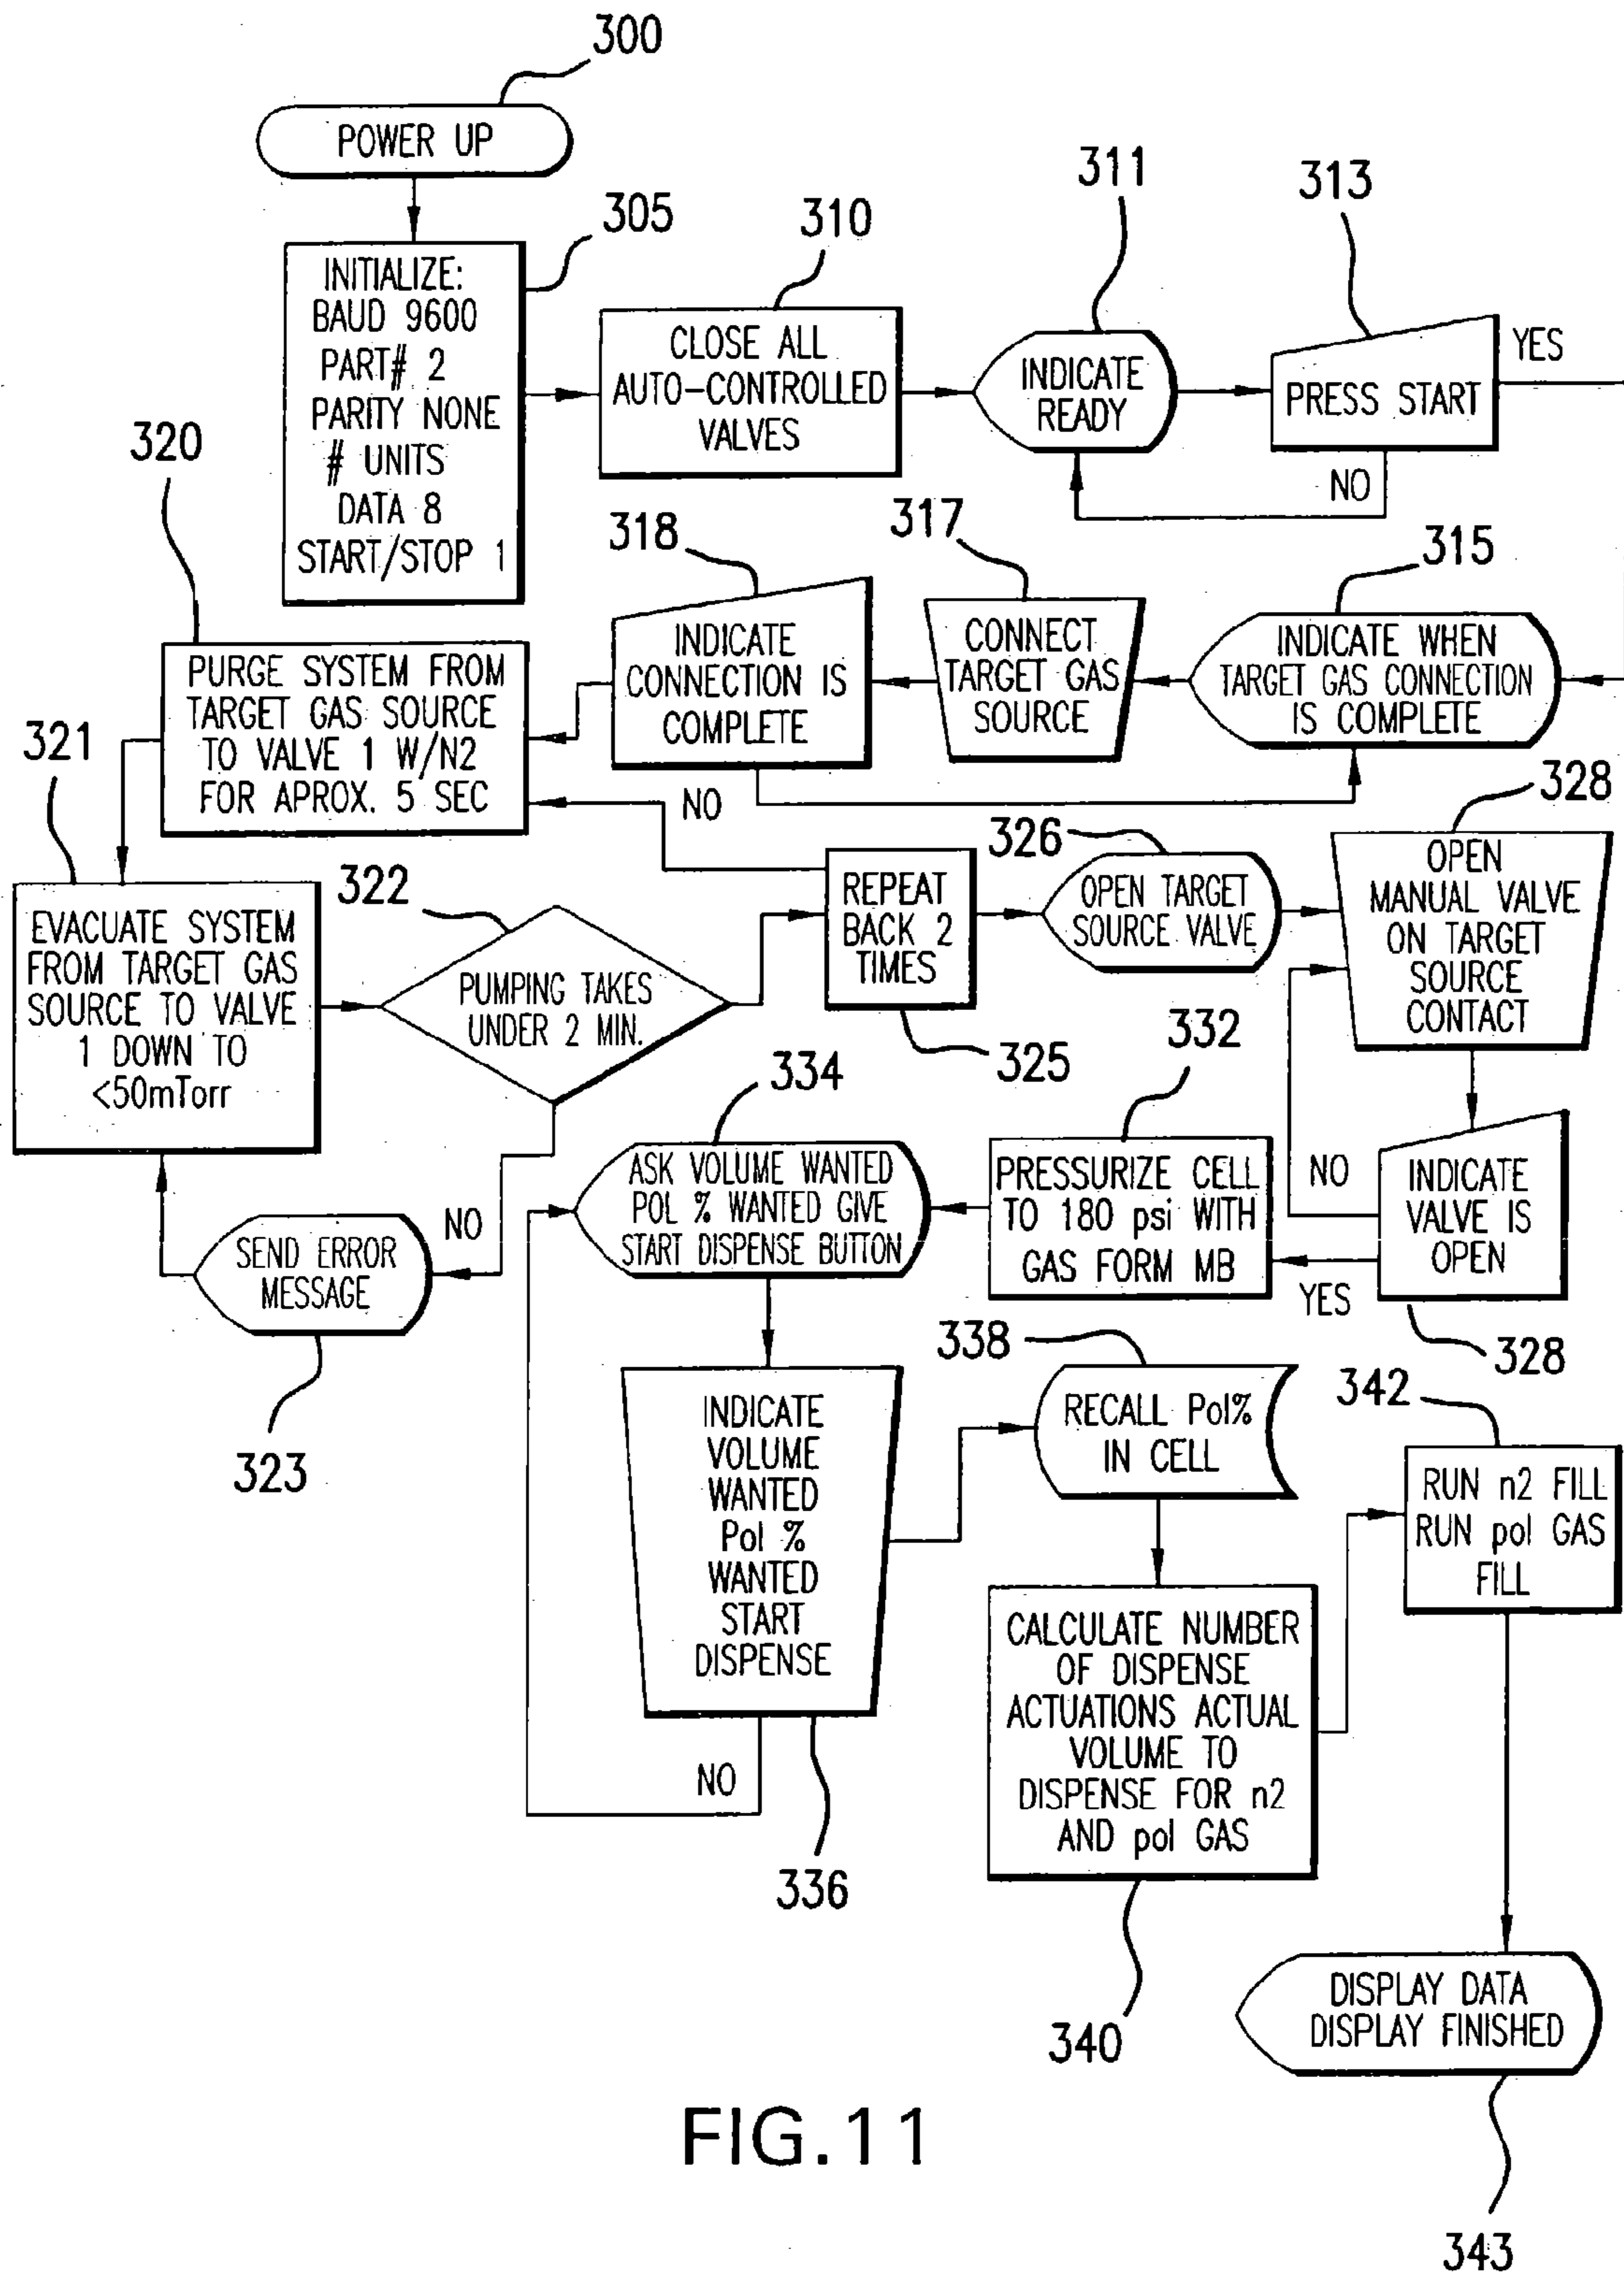 300
POWER UP
305
INITIALIZE:
BAUD 9600
PART# 2
PARITY NONE
# UNITS
DATA 8
START/STOP 1
310
CLOSE ALL
AUTO-CONTROLLED
VALVES
311
INDICATE
READY
313
PRESS START
YES
NO
315
INDICATE WHEN
TARGET GAS CONNECTION
IS COMPLETE
317
CONNECT
TARGET GAS
SOURCE
318
INDICATE
CONNECTION IS
COMPLETE
NO
320
PURGE SYSTEM FROM
TARGET GAS SOURCE
TO VALVE 1 W/N2
FOR APROX. 5 SEC
321
EVACUATE SYSTEM
FROM TARGET GAS
SOURCE TO VALVE
1 DOWN TO
<50mTorr
322
PUMPING TAKES
UNDER 2 MIN.
NO
SEND ERROR
MESSAGE
323
REPEAT
BACK 2
TIMES
325
326
OPEN TARGET
SOURCE VALVE
328
OPEN
MANUAL VALVE
ON TARGET
SOURCE
CONTACT
NO
INDICATE
VALVE IS
OPEN
YES
328
332
PRESSURIZE CELL
TO 180 psi WITH
GAS FORM MB
334
ASK VOLUME WANTED
POL % WANTED GIVE
START DISPENSE BUTTON
INDICATE
VOLUME
WANTED
Pol %
WANTED
START
DISPENSE
NO
336
338
RECALL Pol%
IN CELL
CALCULATE NUMBER
OF DISPENSE
ACTUATIONS ACTUAL
VOLUME TO
DISPENSE FOR n2
AND pol GAS
340
342
RUN n2 FILL
RUN pol GAS
FILL
DISPLAY DATA
DISPLAY FINISHED
343
FIG.11